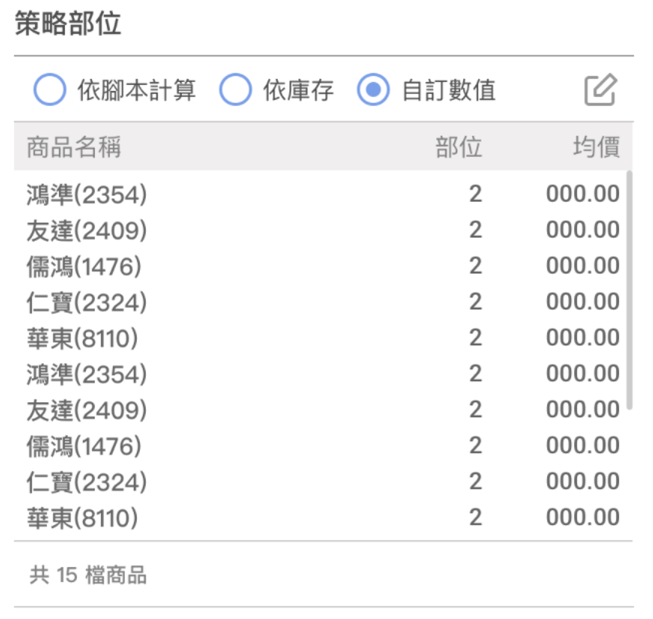 策略部位
依腳本計算 依庫存 自訂數值
商品名稱 部位 均價
鴻準(2354) 2 000.00
友達(2409) 2 000.00
儒鴻(1476) 2 000.00
仁寶(2324) 2 000.00
華東(8110) 2 000.00
鴻準(2354) 2 000.00
友達(2409) 2 000.00
儒鴻(1476) 2 000.00
仁寶(2324) 2 000.00
華東(8110) 2 000.00
共 15 檔商品